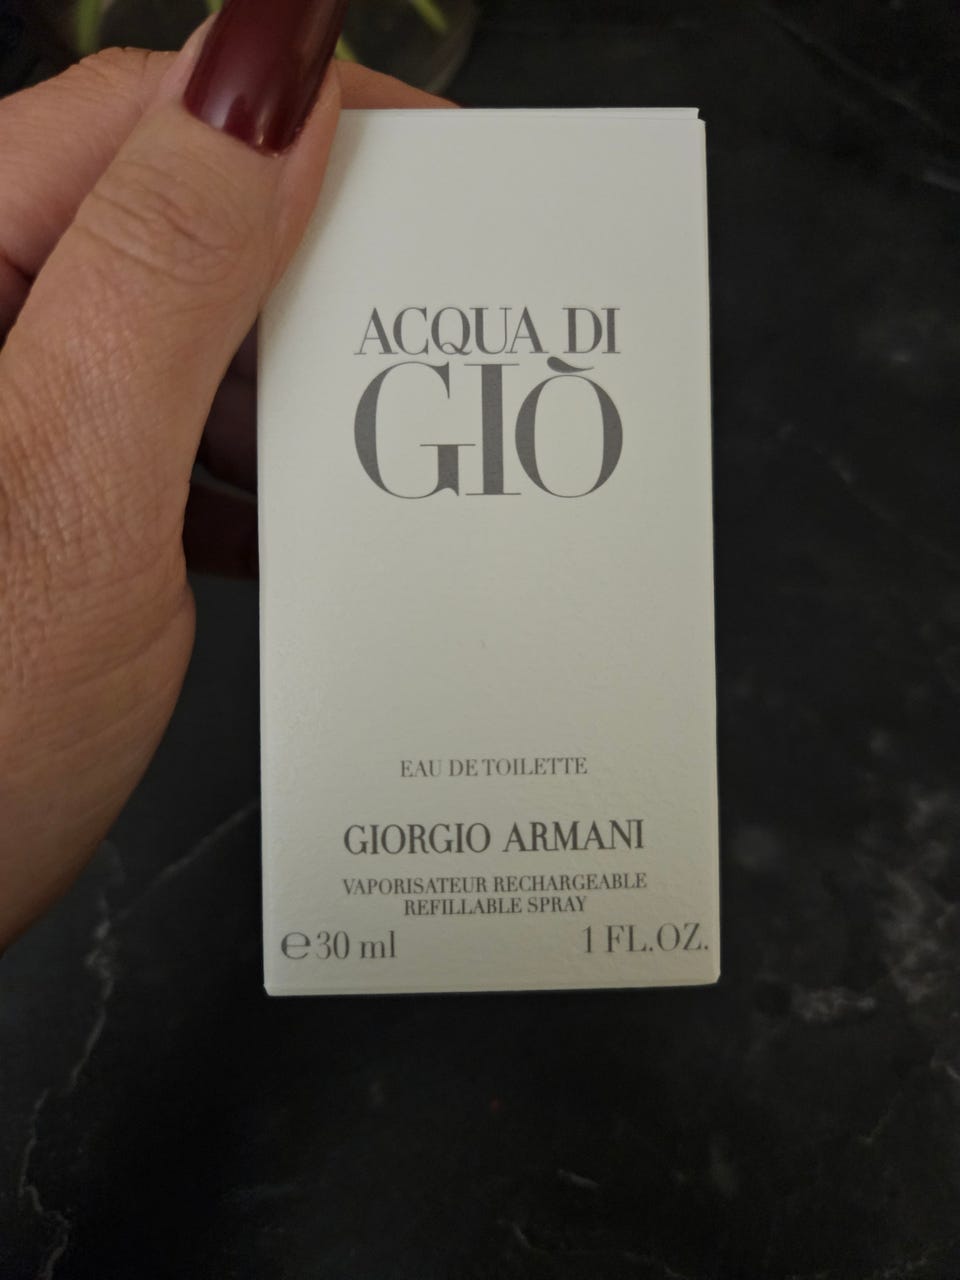 ACQUA DI
GIÒ
EAU DE TOILETTE
GIORGIO ARMANI
VAPORISATEUR RECHARGEABLE
REFILLABLE SPRAY
℮ 30 ml 1 FL.OZ.